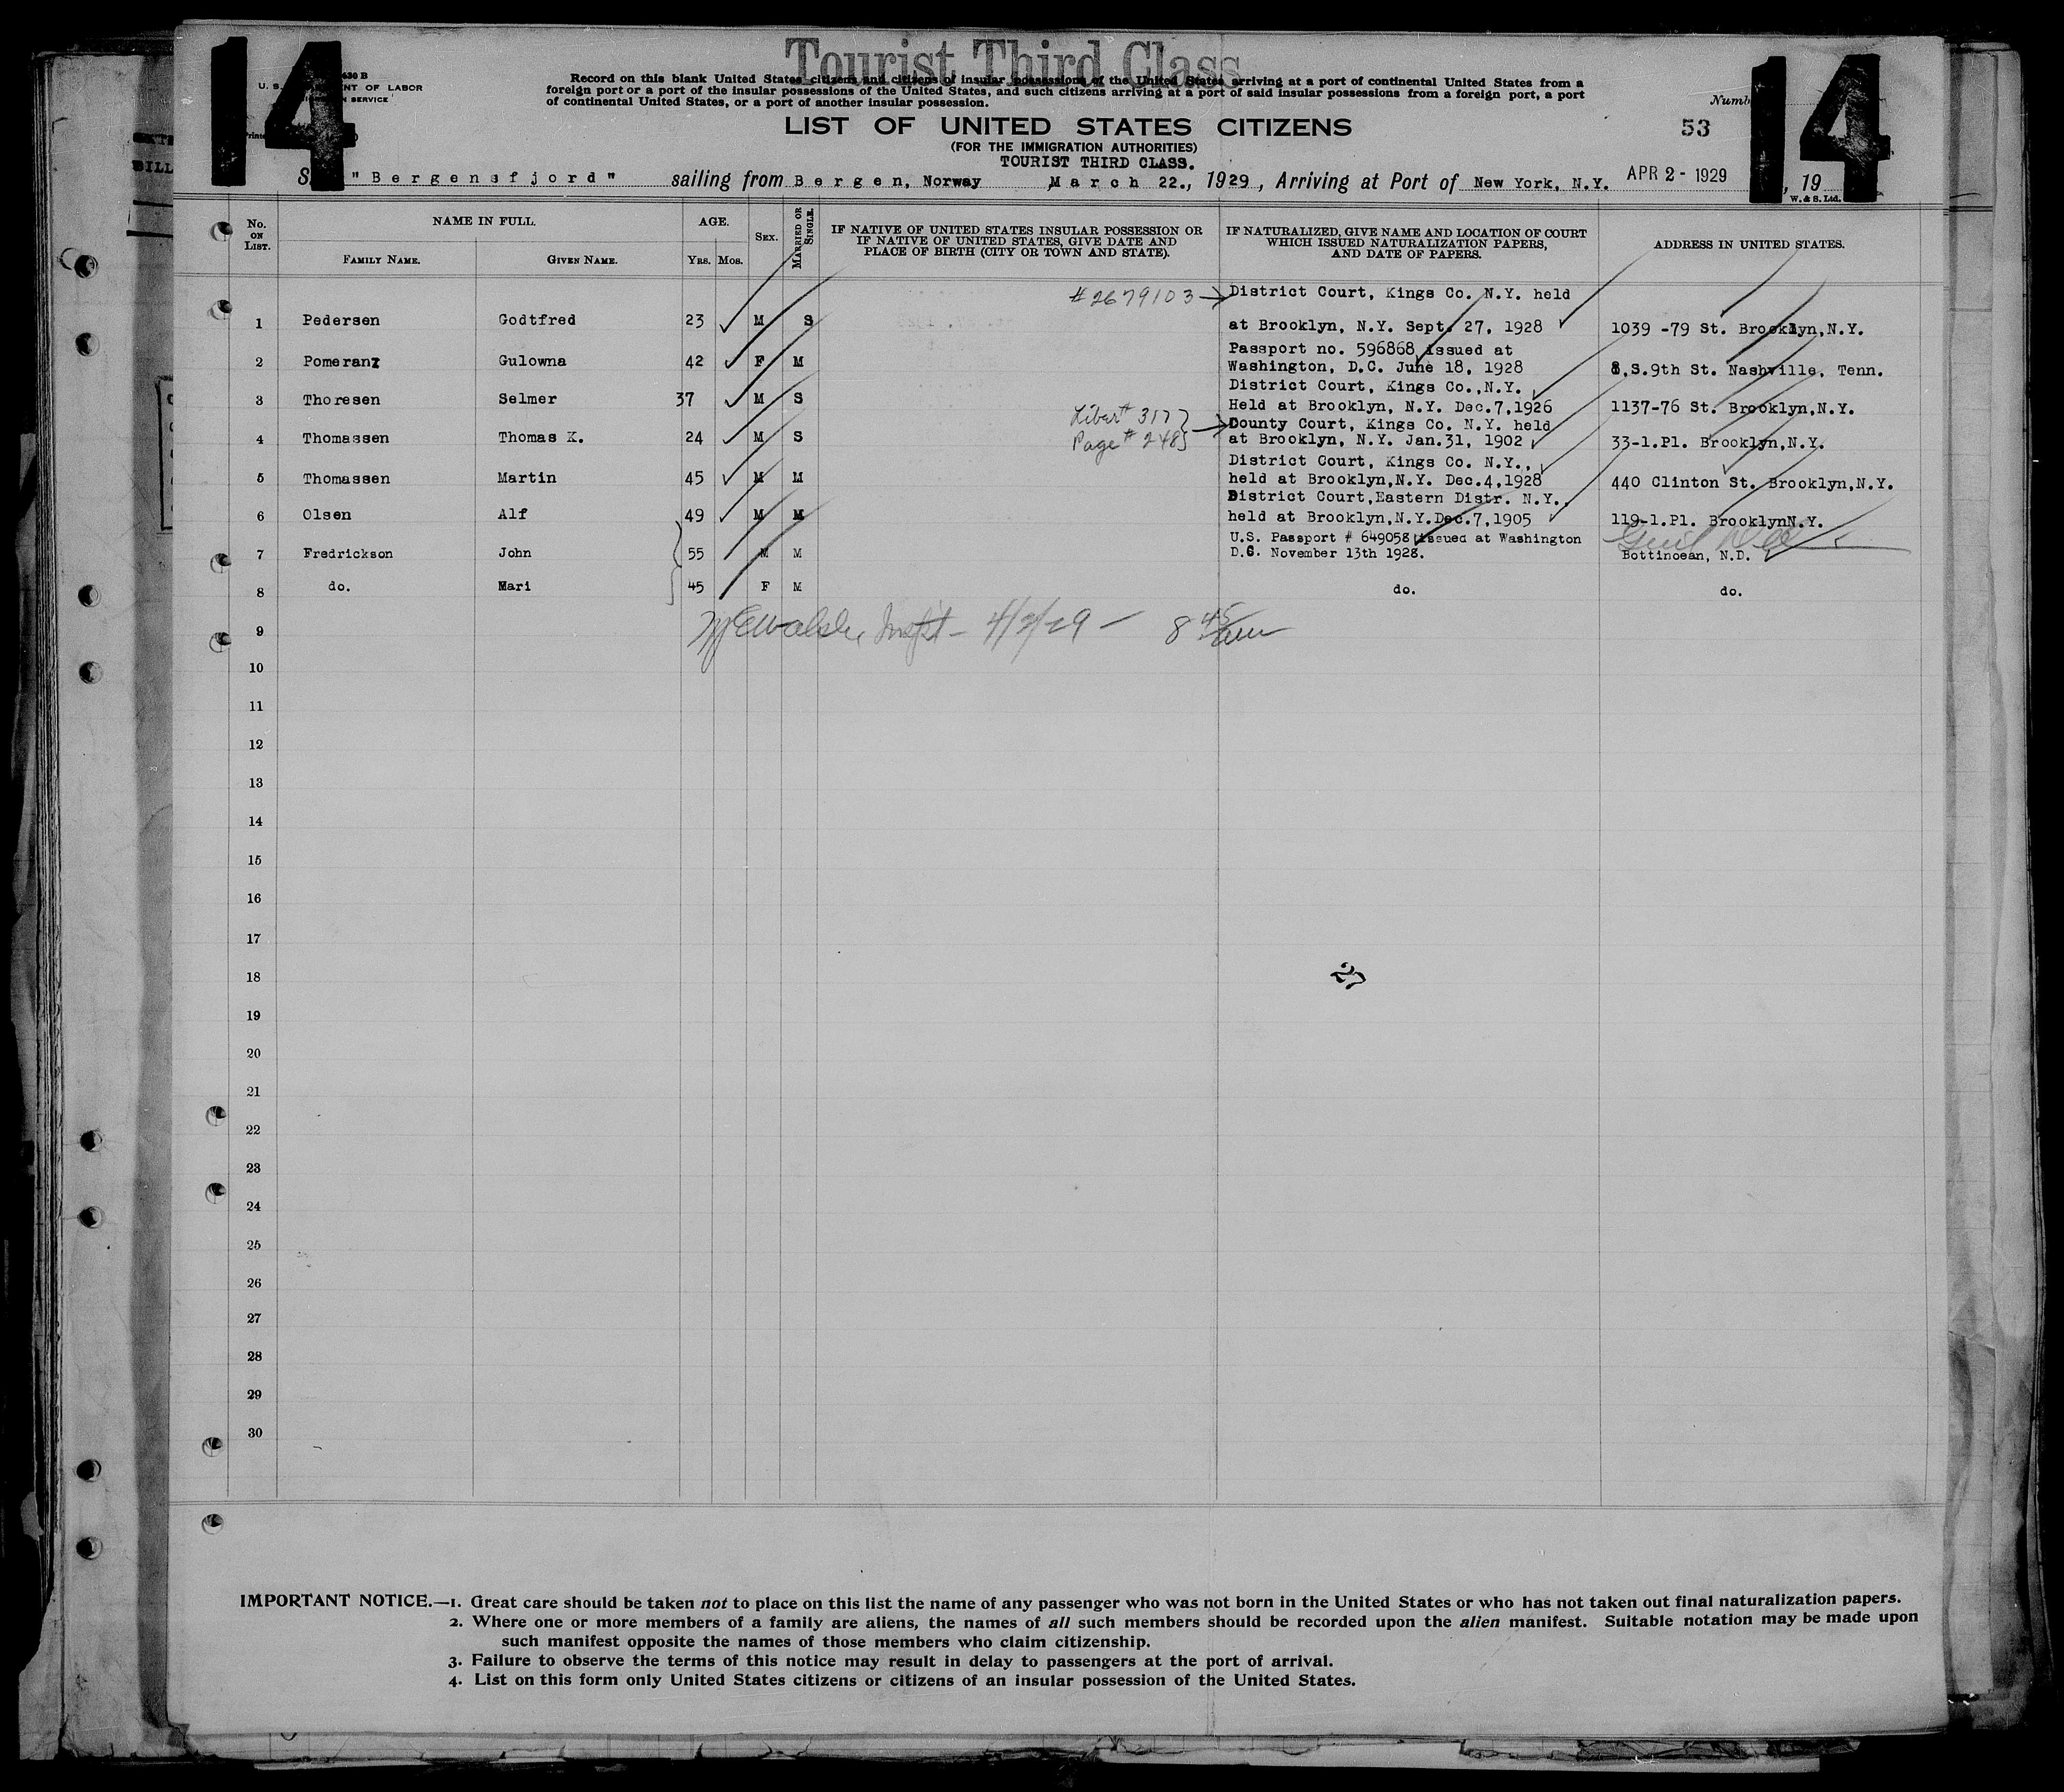 14
14
Tourist Third Class
630 B
U. S. DEPARTMENT OF LABOR
SERVICE
Record on this blank United States citizens and citizens of insular possessions of the United States arriving at a port of continental United States from a
foreign port or a port of the insular possessions of the United States, and such citizens arriving at a port of said insular possessions from a foreign port, a port
of continental United States, or a port of another insular possession.
LIST OF UNITED STATES CITIZENS
53
(FOR THE IMMIGRATION AUTHORITIES)
TOURIST THIRD CLASS.
"Bergensfjord" sailing from Bergen, Norway March 22., 1929, Arriving at Port of New York, N.Y. APR 2 - 1929, 19
W. & S. Ltd.
No. ON LIST.
NAME IN FULL.
FAMILY NAME. GIVEN NAME.
AGE.
YRS. MOS.
SEX.
MARRIED OR SINGLE.
IF NATIVE OF UNITED STATES INSULAR POSSESSION OR
IF NATIVE OF UNITED STATES, GIVE DATE AND
PLACE OF BIRTH (CITY OR TOWN AND STATE).
IF NATURALIZED, GIVE NAME AND LOCATION OF COURT
WHICH ISSUED NATURALIZATION PAPERS,
AND DATE OF PAPERS.
ADDRESS IN UNITED STATES.
#2679103 District Court, Kings Co. N.Y. held
1 Pedersen Godtfred 23 M S at Brooklyn, N.Y. Sept. 27, 1928 1039 -79 St. Brooklyn,N.Y.
Passport no. 596868 issued at
2 Pomeranz Gulowna 42 F M Washington, D.C. June 18, 1928 8,S.9th St. Nashville, Tenn.
District Court, Kings Co.,N.Y.
3 Thoresen Selmer 37 M S Held at Brooklyn, N.Y. Dec.7,1926 1137-76 St. Brooklyn,N.Y.
Liber# 317 County Court, Kings Co. N.Y. held
4 Thomassen Thomas K. 24 M S Page # 248 at Brooklyn, N.Y. Jan.31, 1902 33-1.Pl. Brooklyn,N.Y.
District Court, Kings Co. N.Y.,
5 Thomassen Martin 45 M M held at Brooklyn,N.Y. Dec.4,1928 440 Clinton St. Brooklyn,N.Y.
District Court,Eastern Distr. N.Y.,
6 Olsen Alf 49 M M held at Brooklyn,N.Y.Dec.7,1905 119-1.Pl. BrooklynN.Y.
U.S. Passport # 649058 issued at Washington
7 Fredrickson John 55 M M D.C. November 13th 1928. Bottinoean, N.D.
8 do. Mari 45 F M do. do.
9 Inspt - 4/2/29 - 8 45 am
10
11
12
13
14
15
16
17
18
27
19
20
21
22
23
24
25
26
27
28
29
30
IMPORTANT NOTICE.—1. Great care should be taken not to place on this list the name of any passenger who was not born in the United States or who has not taken out final naturalization papers.
2. Where one or more members of a family are aliens, the names of all such members should be recorded upon the alien manifest. Suitable notation may be made upon
such manifest opposite the names of those members who claim citizenship.
3. Failure to observe the terms of this notice may result in delay to passengers at the port of arrival.
4. List on this form only United States citizens or citizens of an insular possession of the United States.